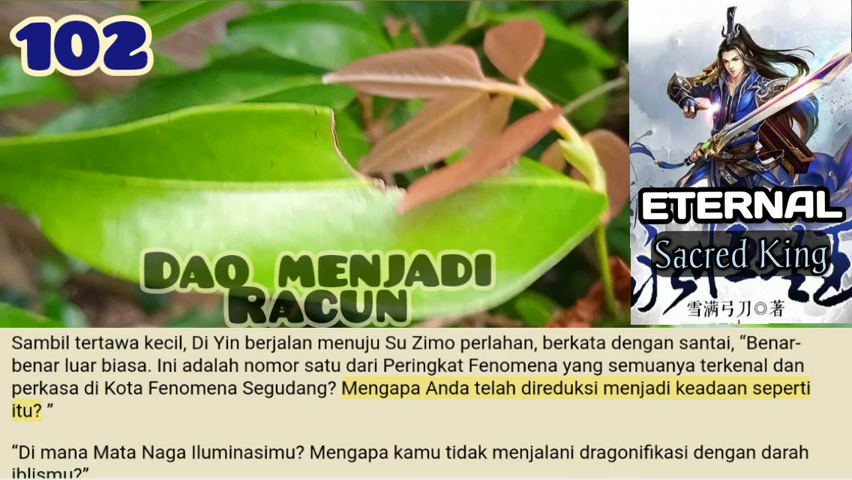 102
DAO MENJADI
RACUN
ETERNAL
Sacred King
雪满弓刀◎著
Sambil tertawa kecil, Di Yin berjalan menuju Su Zimo perlahan, berkata dengan santai, “Benar-
benar luar biasa. Ini adalah nomor satu dari Peringkat Fenomena yang semuanya terkenal dan
perkasa di Kota Fenomena Segudang? Mengapa Anda telah direduksi menjadi keadaan seperti
itu? ”
“Di mana Mata Naga Iluminasimu? Mengapa kamu tidak menjalani dragonifikasi dengan darah
iblismu?”